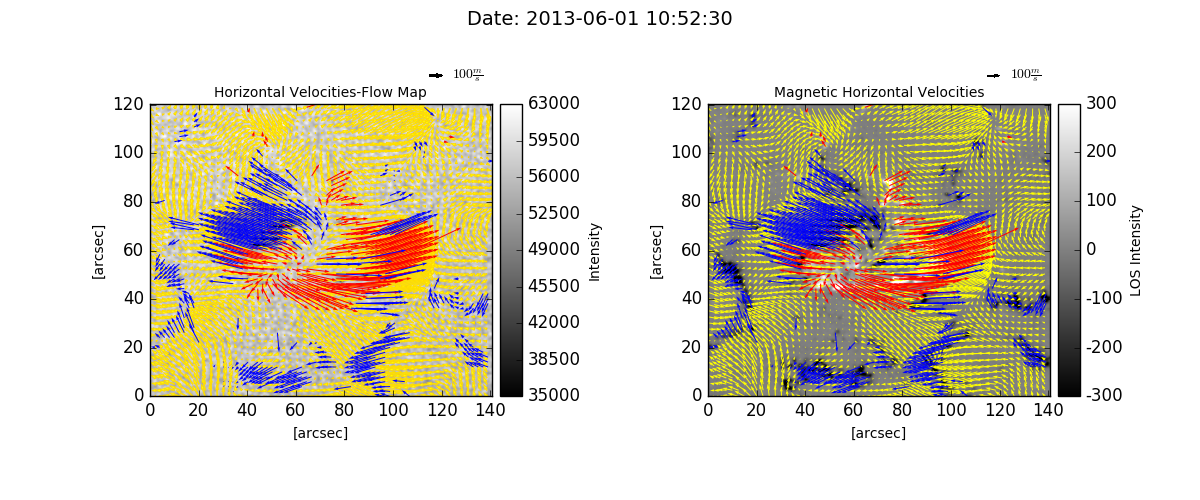 Date: 2013-06-01 10:52:30
100 m/s
100 m/s
Horizontal Velocities-Flow Map
Magnetic Horizontal Velocities
120
100
80
60
40
20
0
[arcsec]
0 20 40 60 80 100 120 140
[arcsec]
63000
59500
56000
52500
49000
45500
42000
38500
35000
Intensity
120
100
80
60
40
20
0
[arcsec]
0 20 40 60 80 100 120 140
[arcsec]
300
200
100
0
-100
-200
-300
LOS Intensity